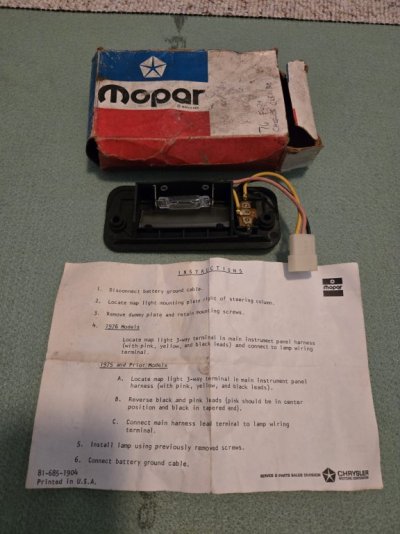 mopar
76 F
INSTRUCTIONS
mopar
1. Disconnect battery ground cable.
2. Locate map light mounting plate right of steering column.
3. Remove dummy plate and retain mounting screws.
4. 1976 Models
Locate map light 3-way terminal in main instrument panel harness
(with pink, yellow, and black leads) and connect to lamp wiring
terminal.
1975 and Prior Models
A. Locate map light 3-way terminal in main instrument panel
harness (with pink, yellow, and black leads).
B. Reverse black and pink leads (pink should be in center
position and black in tapered end).
C. Connect main harness lead terminal to lamp wiring
terminal.
5. Install lamp using previously removed screws.
6. Connect battery ground cable.
81-685-1904
Printed in U.S.A.
SERVICE & PARTS SALES DIVISION
CHRYSLER
MOTORS CORPORATION